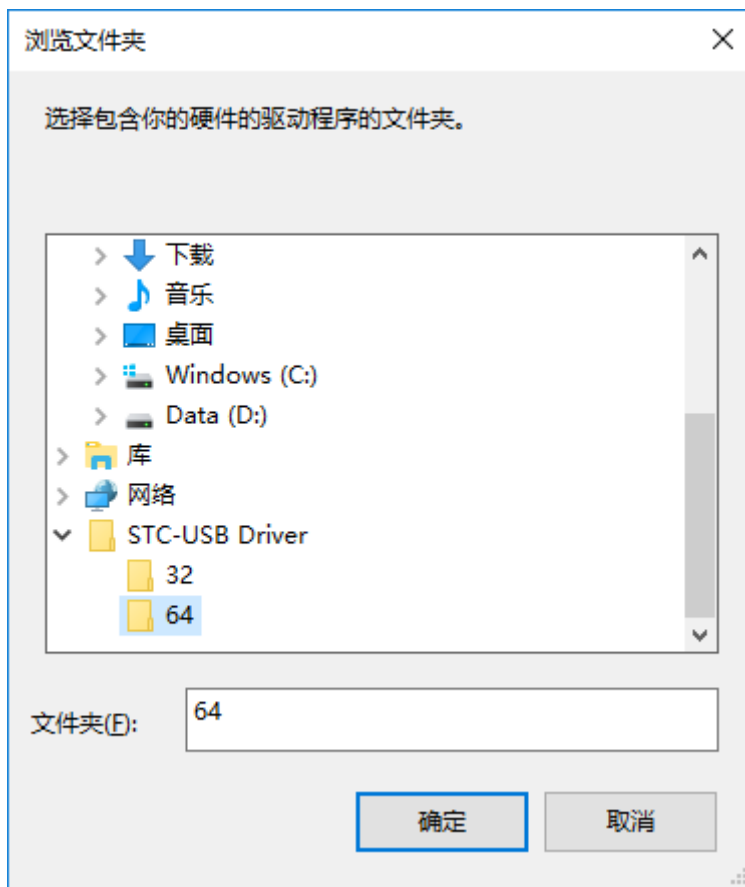 浏览文件夹
选择包含你的硬件的驱动程序的文件夹。
下载
音乐
桌面
Windows (C:)
Data (D:)
库
网络
STC-USB Driver
32
64
文件夹(F): 64
确定 取消